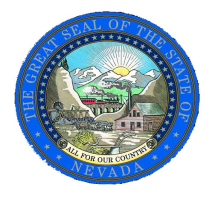 THE GREAT SEAL OF THE STATE OF
NEVADA
ALL FOR OUR COUNTRY